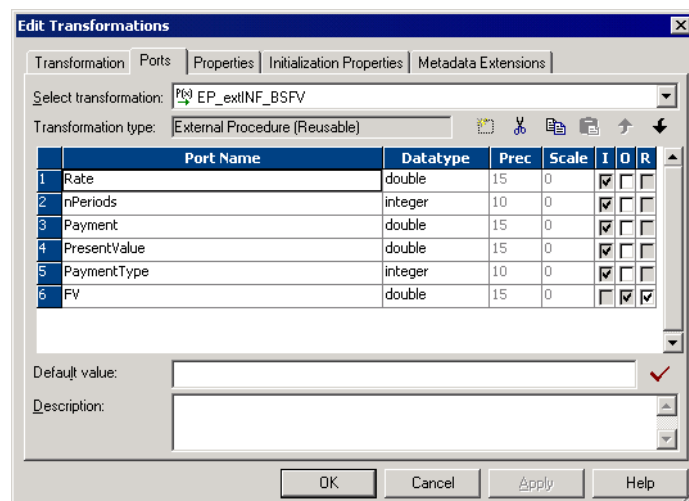 Edit Transformations
Transformation Ports Properties Initialization Properties Metadata Extensions
Select transformation: P(x) EP_extINF_BSFV
Transformation type: External Procedure (Reusable)
Port Name Datatype Prec Scale I O R
1 Rate double 15 0
2 nPeriods integer 10 0
3 Payment double 15 0
4 PresentValue double 15 0
5 PaymentType integer 10 0
6 FV double 15 0
Default value:
Description:
OK Cancel Apply Help